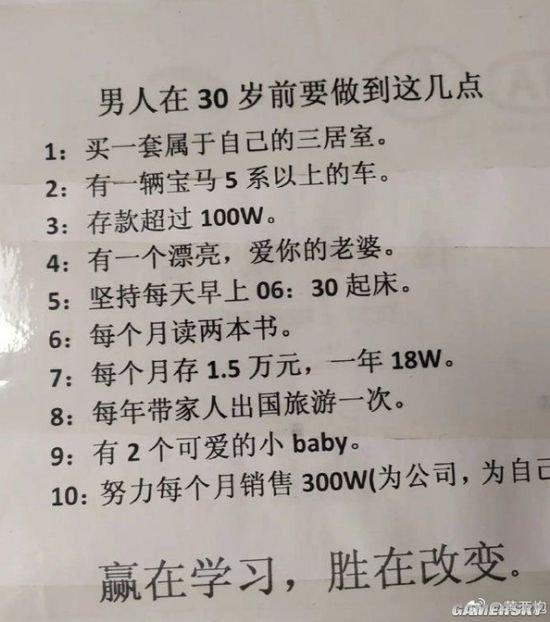 男人在 30 岁前要做到这几点
1：买一套属于自己的三居室。
2：有一辆宝马 5 系以上的车。
3：存款超过 100W。
4：有一个漂亮，爱你的老婆。
5：坚持每天早上 06：30 起床。
6：每个月读两本书。
7：每个月存 1.5 万元，一年 18W。
8：每年带家人出国旅游一次。
9：有 2 个可爱的小 baby。
10：努力每个月销售 300W(为公司，为自己
赢在学习，胜在改变。
GAMERSKY